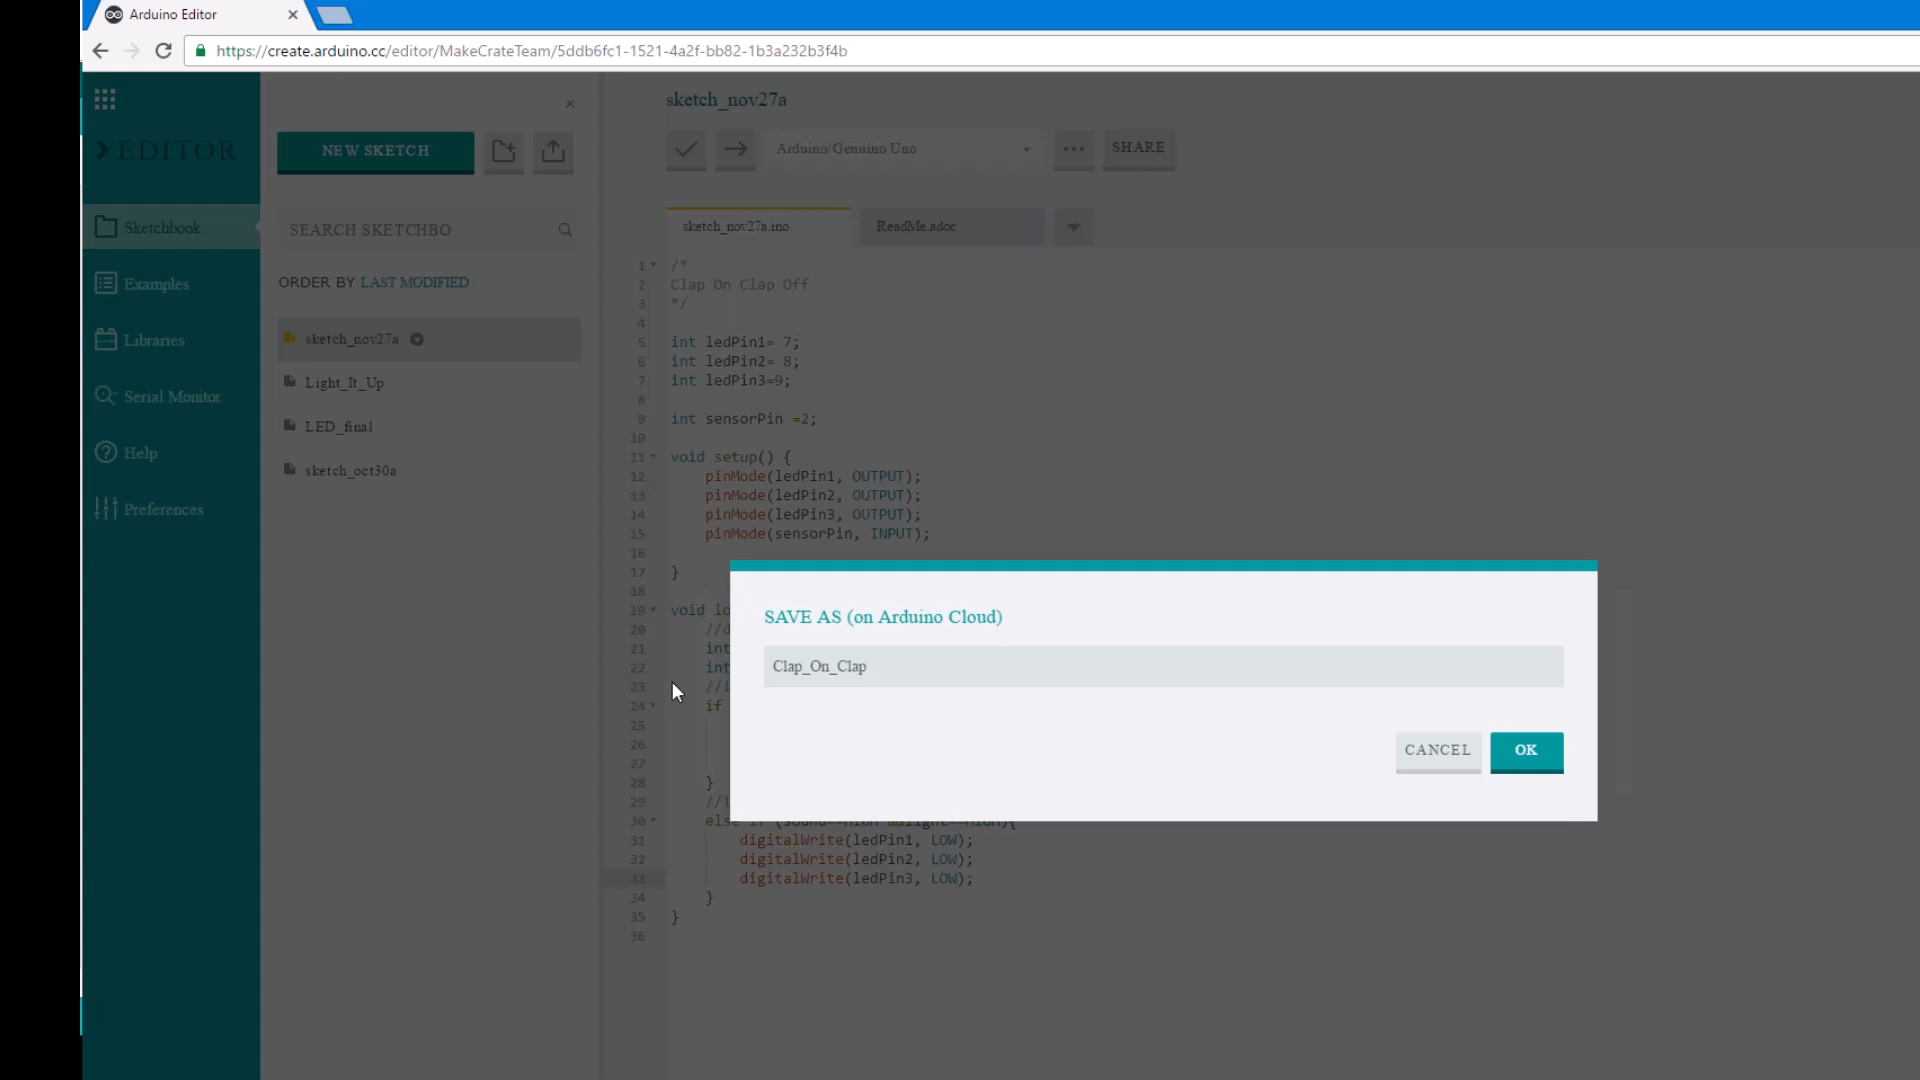 Arduino Editor
https://create.arduino.cc/editor/MakeCrateTeam/5ddb6fc1-1521-4a2f-bb82-1b3a232b3f4b
EDITOR
Sketchbook
Examples
Libraries
Serial Monitor
Help
Preferences
NEW SKETCH
SEARCH SKETCHBO
ORDER BY LAST MODIFIED
sketch_nov27a
Light_It_Up
LED_final
sketch_oct30a
sketch_nov27a
Arduino/Genuino Uno
SHARE
sketch_nov27a.ino
ReadMe.adoc
1 /*
2 Clap On Clap Off
3 */
4
5 int ledPin1= 7;
6 int ledPin2= 8;
7 int ledPin3=9;
8
9 int sensorPin =2;
10
11 void setup() {
12 pinMode(ledPin1, OUTPUT);
13 pinMode(ledPin2, OUTPUT);
14 pinMode(ledPin3, OUTPUT);
15 pinMode(sensorPin, INPUT);
16
17 }
18
19 void lo
20 //d
21 int
22 int
23 //i
24 if
25
26
27
28 }
29 //i
30 else
31 digitalWrite(ledPin1, LOW);
32 digitalWrite(ledPin2, LOW);
33 digitalWrite(ledPin3, LOW);
34 }
35 }
36
SAVE AS (on Arduino Cloud)
Clap_On_Clap
CANCEL
OK